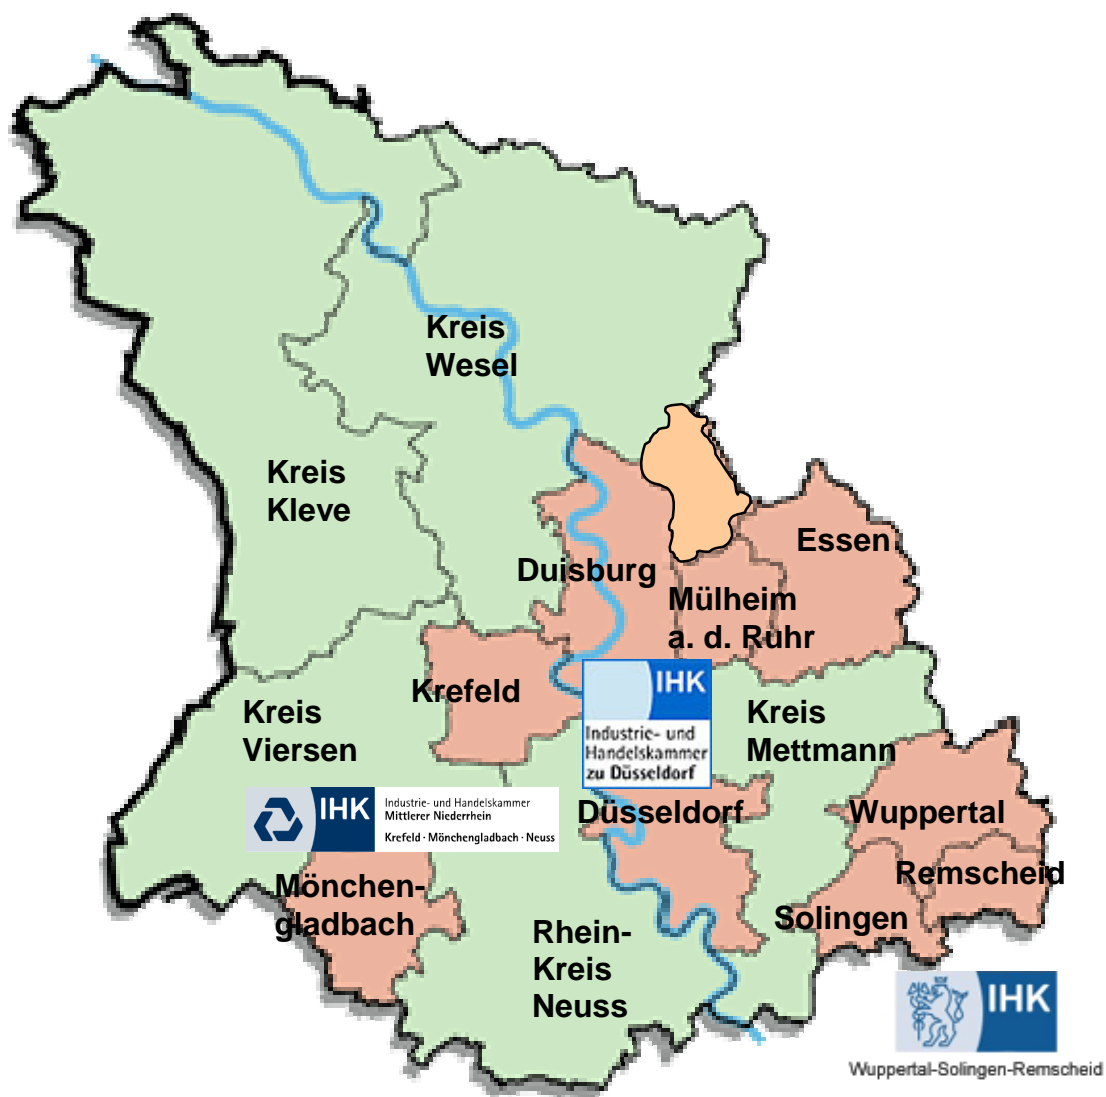 Kreis
Wesel
Kreis
Kleve
Essen
Duisburg
Mülheim
a. d. Ruhr
Krefeld
IHK
Industrie- und
Handelskammer
zu Düsseldorf
Kreis
Viersen
Kreis
Mettmann
IHK
Industrie- und Handelskammer
Mittlerer Niederrhein
Krefeld · Mönchengladbach · Neuss
Düsseldorf
Wuppertal
Remscheid
Mönchen-
gladbach
Solingen
Rhein-
Kreis
Neuss
IHK
Wuppertal-Solingen-Remscheid